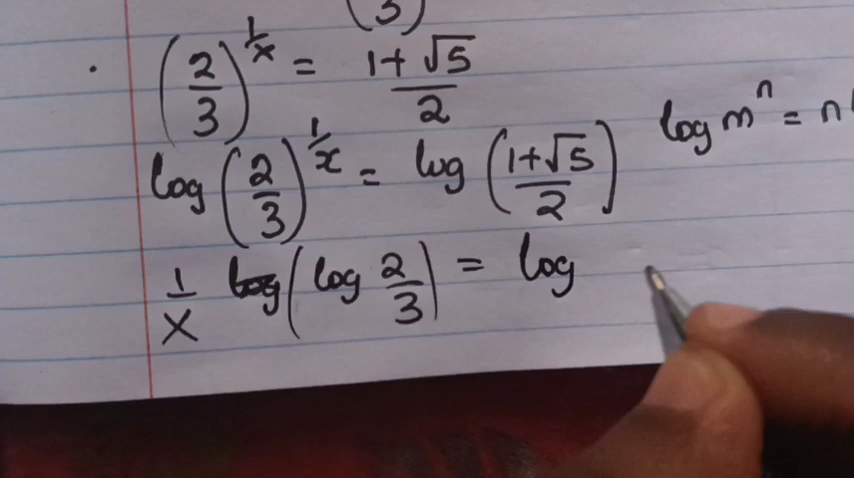 3)
(2/3)^(1/x) = (1+√5)/2
log m^n = n
log (2/3)^(1/x) = log ((1+√5)/2)
1/x (log 2/3) = log